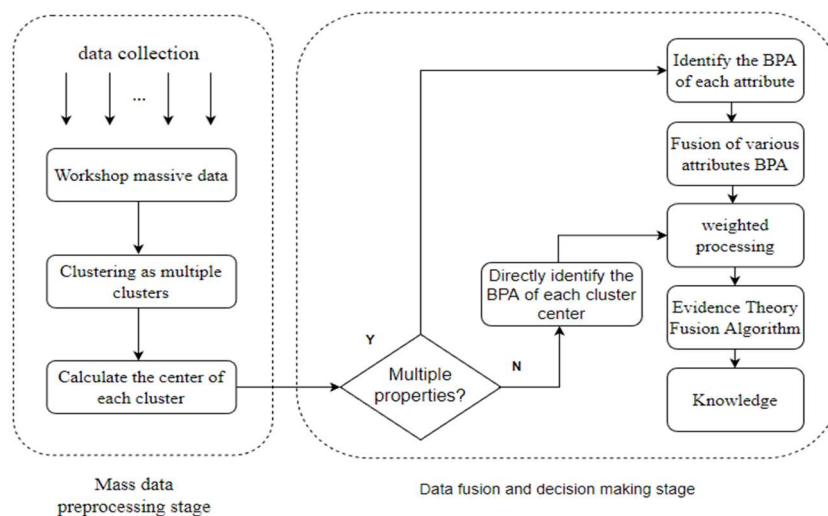 data collection
...
Workshop massive data
Clustering as multiple
clusters
Calculate the center of
each cluster
Mass data
preprocessing stage
Y
Multiple
properties?
N
Directly identify the
BPA of each cluster
center
Identify the BPA
of each attribute
Fusion of various
attributes BPA
weighted
processing
Evidence Theory
Fusion Algorithm
Knowledge
Data fusion and decision making stage